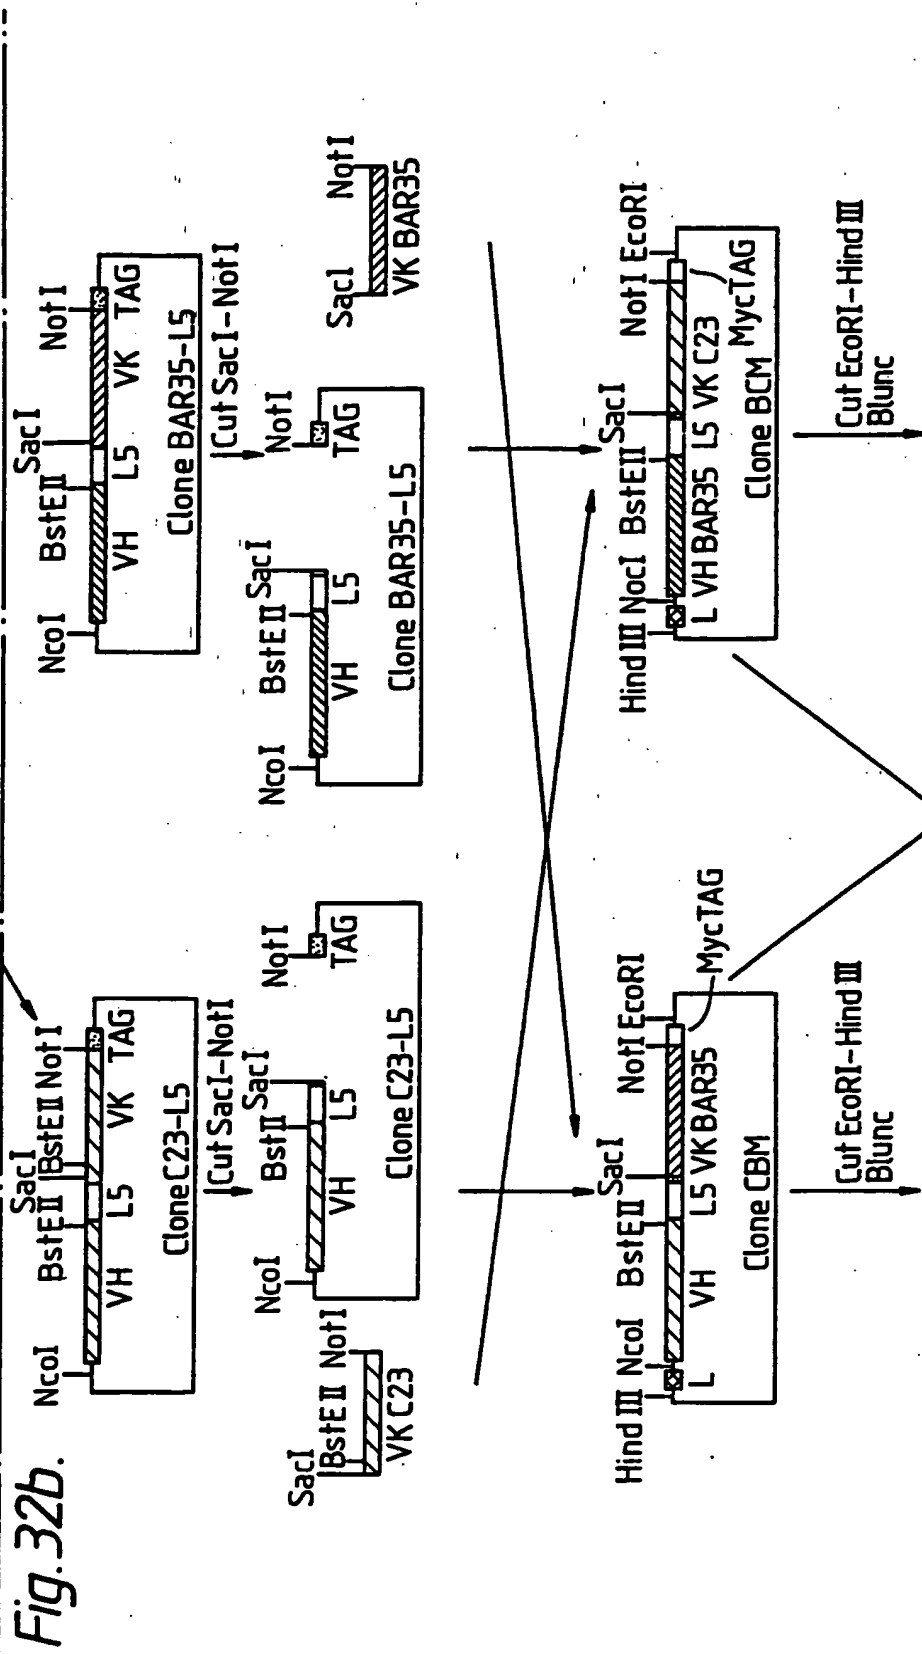 Fig. 32b.
NcoI
BstEII
SacI
BstEII
NotI
VH
L5
VK
TAG
Clone C23-L5
Cut SacI-NotI
NcoI
BstEII
SacI
NotI
VH
L5
VK
TAG
Clone BAR35-L5
Cut SacI-NotI
SacI
BstEII
NotI
VK C23
NcoI
BstII
SacI
NotI
VH
L5
TAG
Clone C23-L5
NcoI
BstEII
SacI
NotI
VH
L5
TAG
Clone BAR35-L5
SacI
NotI
VK BAR35
HindIII
NcoI
BstEII
SacI
NotI
EcoRI
L
VH
L5
VK BAR35
MycTAG
Clone CBM
Cut EcoRI-HindIII
Blunc
HindIII
NocI
BstEII
SacI
NotI
EcoRI
L
VH BAR35
L5
VK C23
MycTAG
Clone BCM
Cut EcoRI-HindIII
Blunc